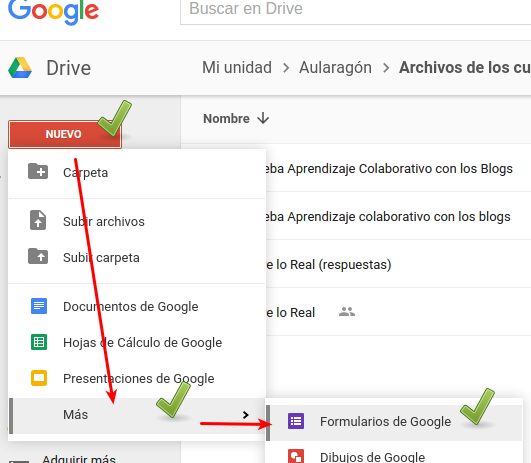 Google
Buscar en Drive
Drive
Mi unidad > Aularagón > Archivos de los cu
NUEVO
Nombre
Carpeta
eba Aprendizaje Colaborativo con los Blogs
Subir archivos
eba Aprendizaje colaborativo con los blogs
Subir carpeta
e lo Real (respuestas)
Documentos de Google
e lo Real
Hojas de Cálculo de Google
Presentaciones de Google
Más
Formularios de Google
Dibujos de Google
Adquirir más